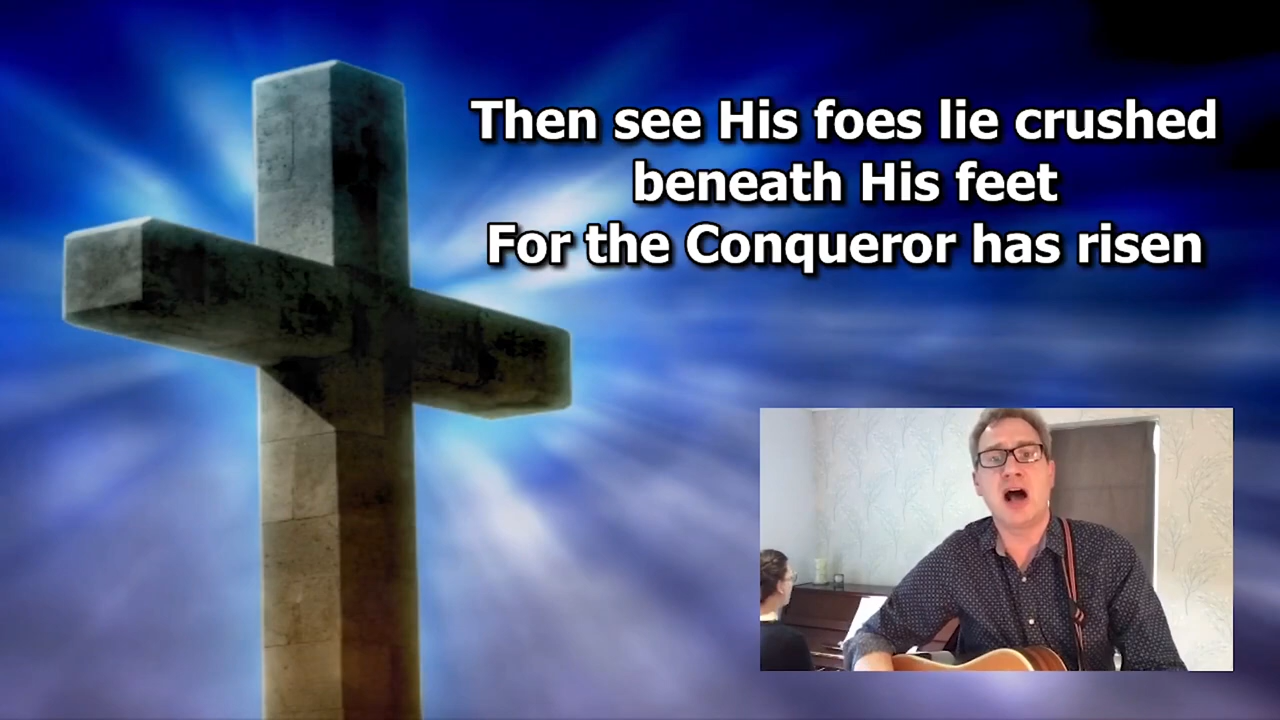 Then see His foes lie crushed
beneath His feet
For the Conqueror has risen